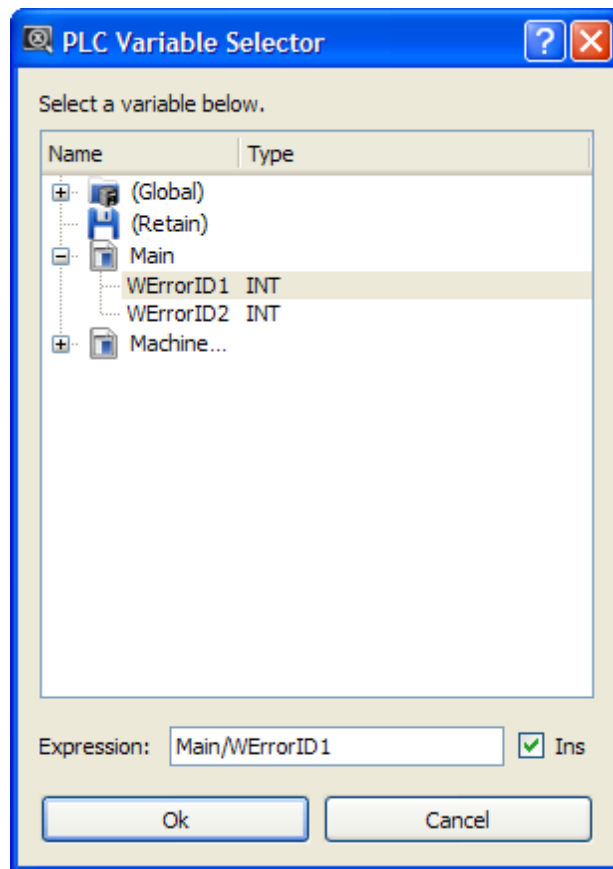 PLC Variable Selector
Select a variable below.
Name Type
(Global)
(Retain)
Main
WErrorID1 INT
WErrorID2 INT
Machine...
Expression: Main/WErrorID1 Ins
Ok Cancel